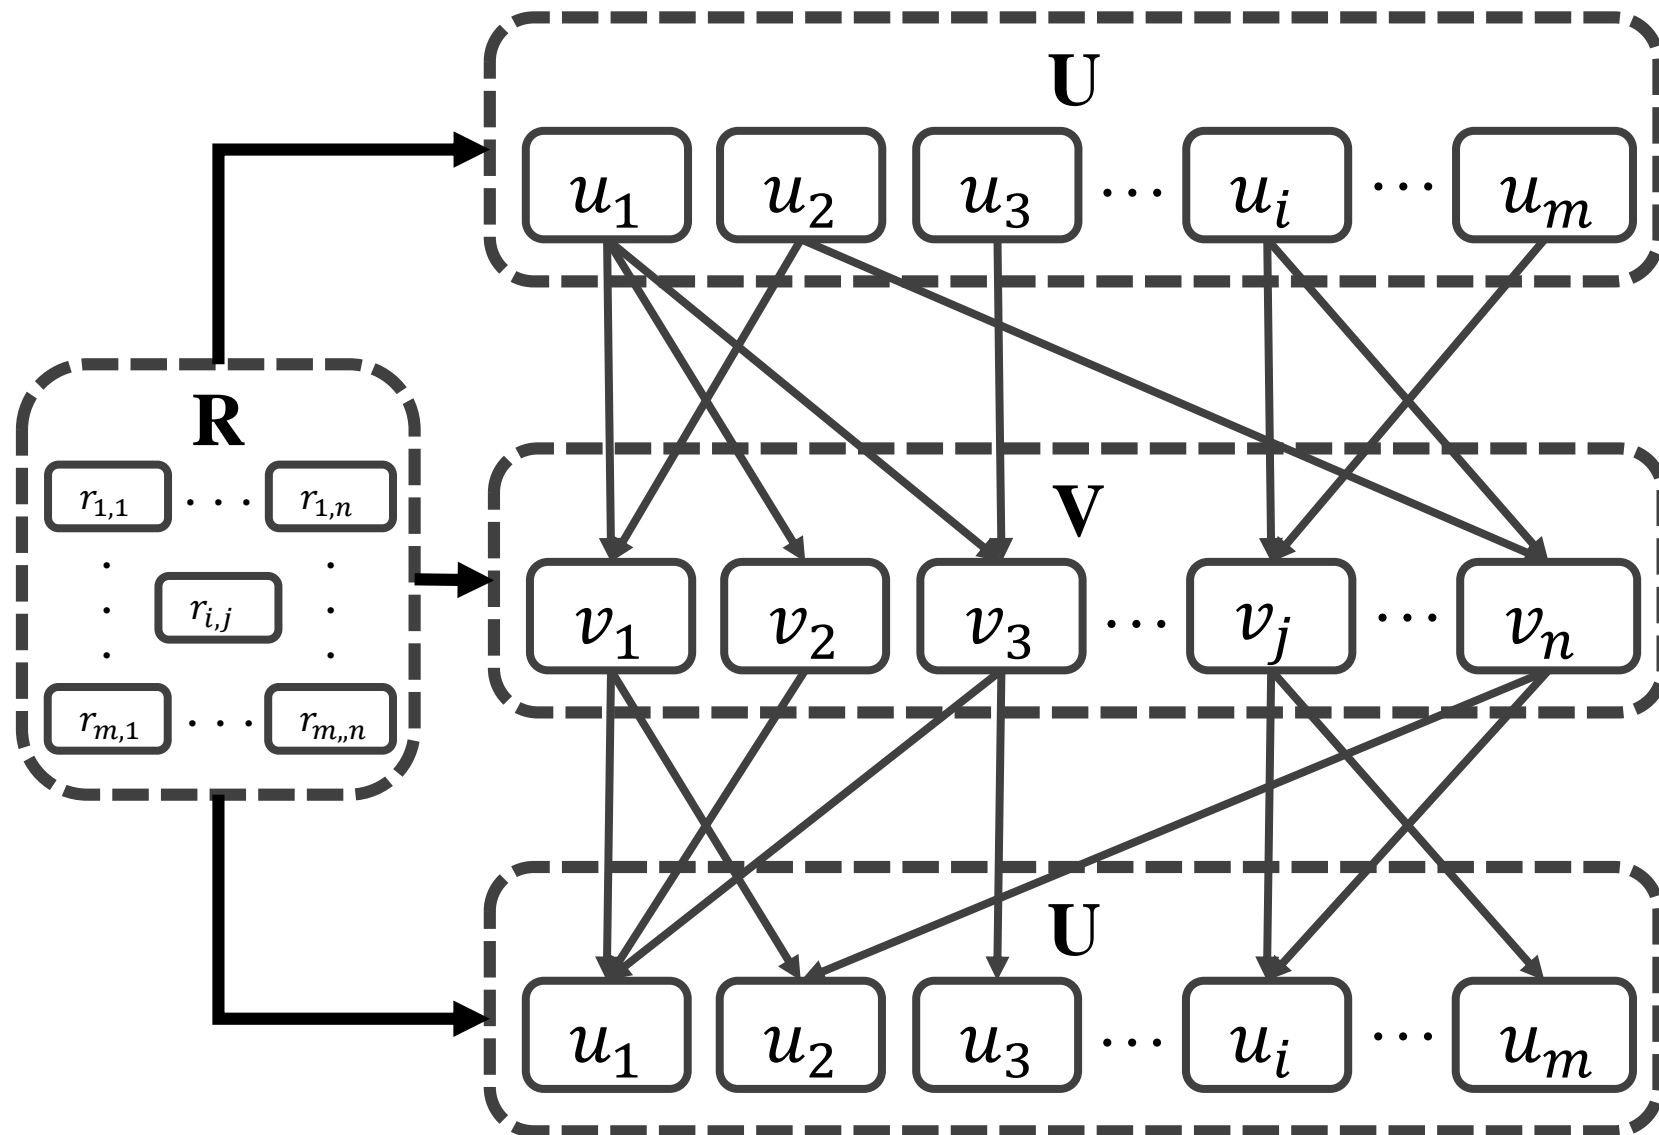 U
u₁ u₂ u₃ ⋯ uᵢ ⋯ uₘ
R
r₁,₁ ⋯ r₁,ₙ
rᵢ,ⱼ
rₘ,₁ ⋯ rₘ,,ₙ
V
v₁ v₂ v₃ ⋯ vⱼ ⋯ vₙ
U
u₁ u₂ u₃ ⋯ uᵢ ⋯ uₘ